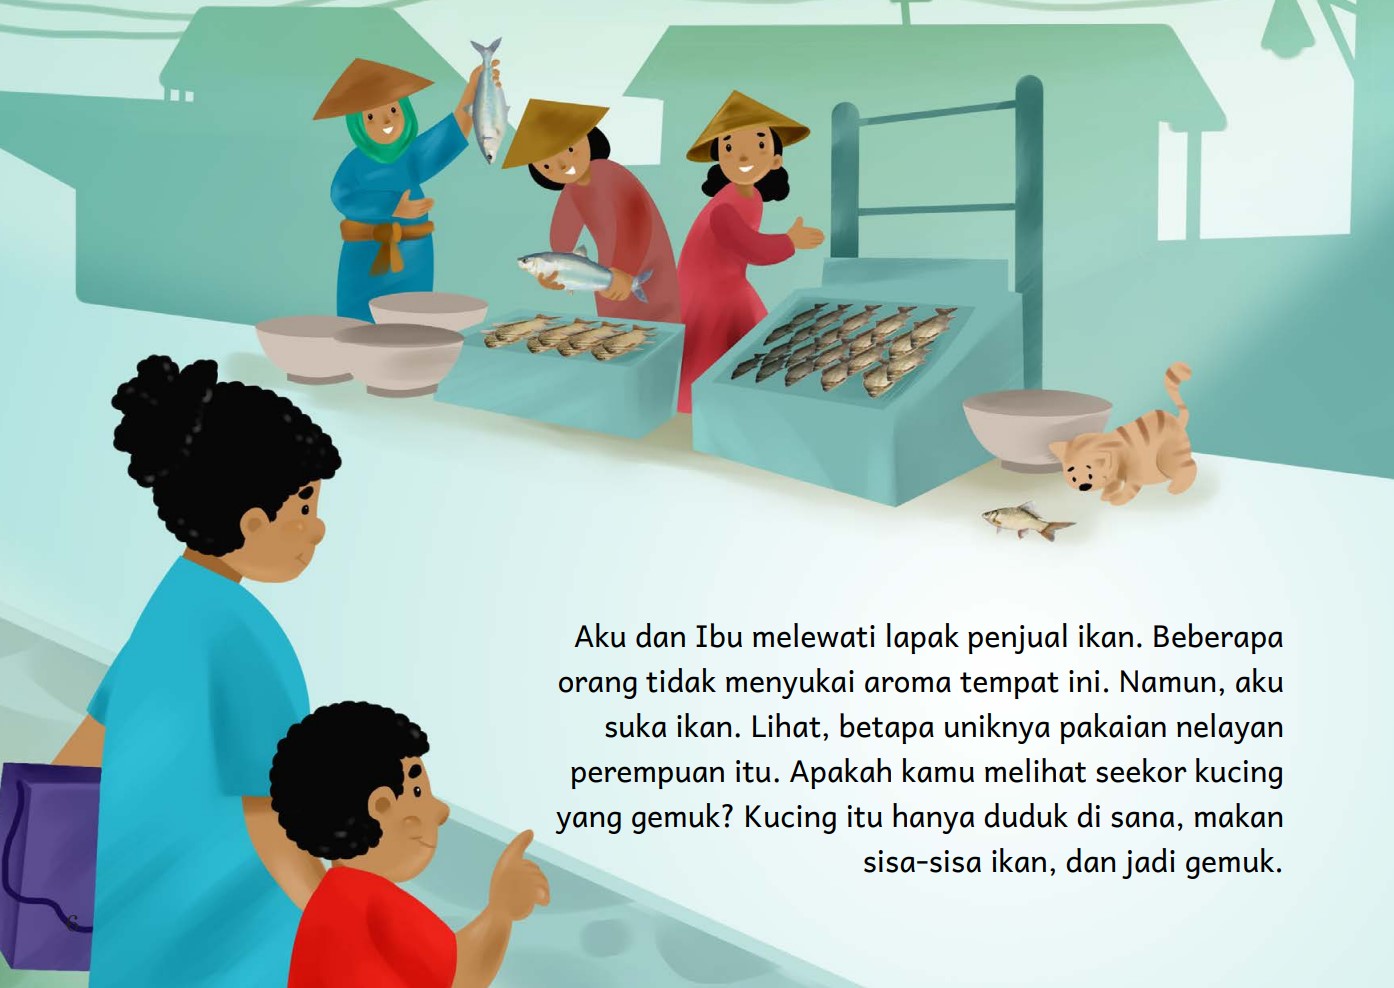 Aku dan Ibu melewati lapak penjual ikan. Beberapa
orang tidak menyukai aroma tempat ini. Namun, aku
suka ikan. Lihat, betapa uniknya pakaian nelayan
perempuan itu. Apakah kamu melihat seekor kucing
yang gemuk? Kucing itu hanya duduk di sana, makan
sisa-sisa ikan, dan jadi gemuk.
6